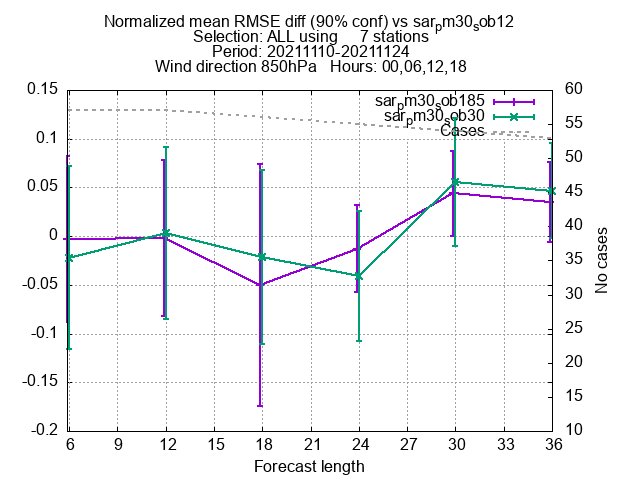 Normalized mean RMSE diff (90% conf) vs sarpm30sob12
Selection: ALL using 7 stations
Period: 20211110-20211124
Wind direction 850hPa Hours: 00,06,12,18
0.15
0.1
0.05
0
-0.05
-0.1
-0.15
-0.2
60
55
50
45
40
35
30
25
20
15
10
No cases
sarpm30sob185
sarpm30sob30
Cases
6 9 12 15 18 21 24 27 30 33 36
Forecast length